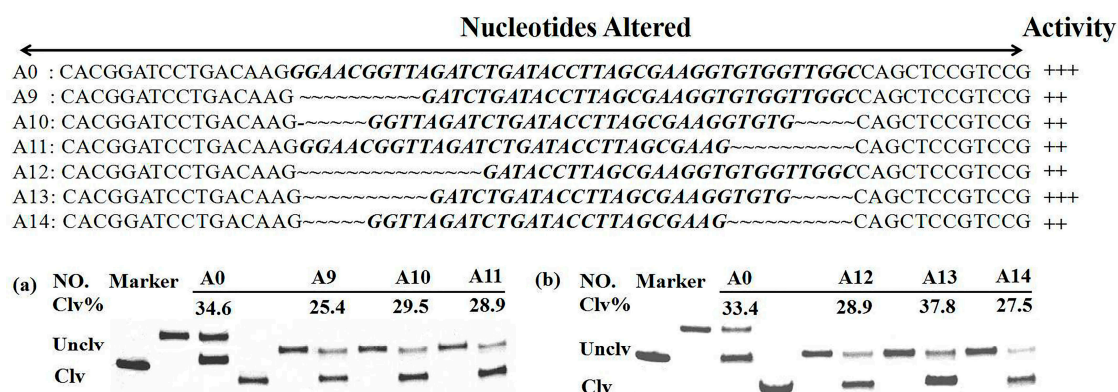 Nucleotides Altered Activity
A0 : CACGGATCCTGACAAGGGAACGGTTAGATCTGATACCTTAGCGAAGGTGTGGTTGGCCAGCTCCGTCCG +++
A9 : CACGGATCCTGACAAG ~~~~~~~~~~GATCTGATACCTTAGCGAAGGTGTGGTTGGCCAGCTCCGTCCG ++
A10: CACGGATCCTGACAAG-~~~~~GGTTAGATCTGATACCTTAGCGAAGGTGTG~~~~~CAGCTCCGTCCG ++
A11 : CACGGATCCTGACAAGGGAACGGTTAGATCTGATACCTTAGCGAAG~~~~~~~~~~CAGCTCCGTCCG ++
A12: CACGGATCCTGACAAG~~~~~~~~~~~~~~~GATACCTTAGCGAAGGTGTGGTTGGCCAGCTCCGTCCG ++
A13: CACGGATCCTGACAAG~~~~~~~~~~GATCTGATACCTTAGCGAAGGTGTG~~~~~CAGCTCCGTCCG +++
A14: CACGGATCCTGACAAG~~~~~GGTTAGATCTGATACCTTAGCGAAG~~~~~~~~~~CAGCTCCGTCCG ++
(a) NO. Marker A0 A9 A10 A11
Clv% 34.6 25.4 29.5 28.9
Unclv
Clv
(b) NO. Marker A0 A12 A13 A14
Clv% 33.4 28.9 37.8 27.5
Unclv
Clv